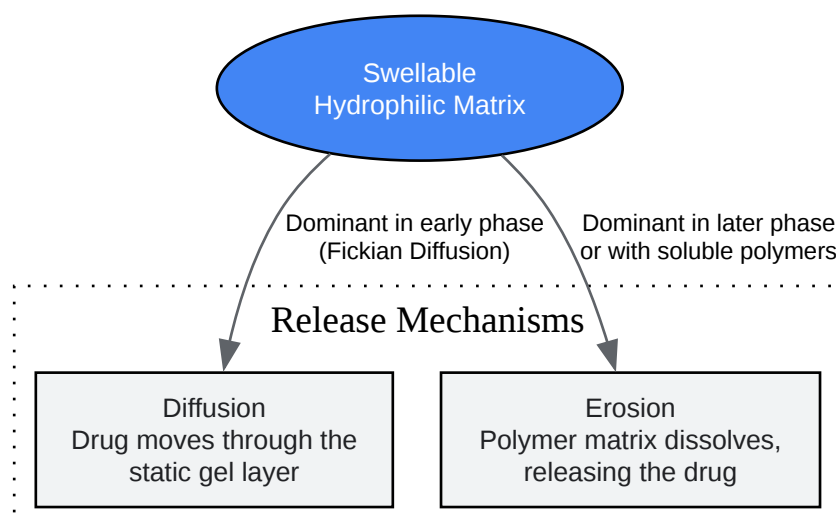 Swellable
Hydrophilic Matrix
Dominant in early phase
(Fickian Diffusion)
Dominant in later phase
or with soluble polymers
Release Mechanisms
Diffusion
Drug moves through the
static gel layer
Erosion
Polymer matrix dissolves,
releasing the drug